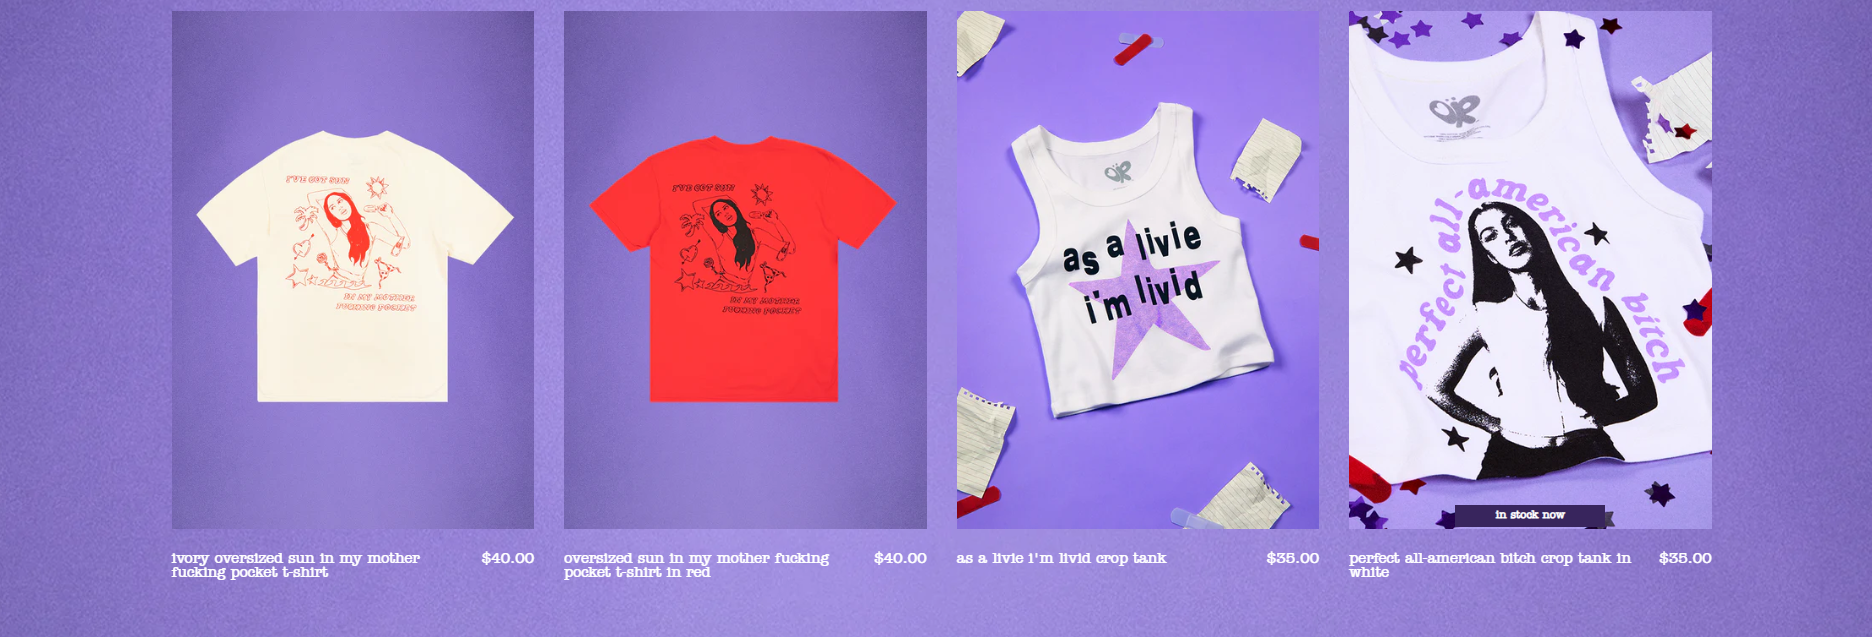 I'VE GOT SUN
IN MY MOTHER
FUCKING POCKET
I'VE GOT SUN
IN MY MOTHER
FUCKING POCKET
OR
as a livie
i'm livid
OR
perfect all-american bitch
in stock now
ivory oversized sun in my mother
fucking pocket t-shirt
$40.00
oversized sun in my mother fucking
pocket t-shirt in red
$40.00
as a livie i'm livid crop tank
$35.00
perfect all-american bitch crop tank in
white
$35.00